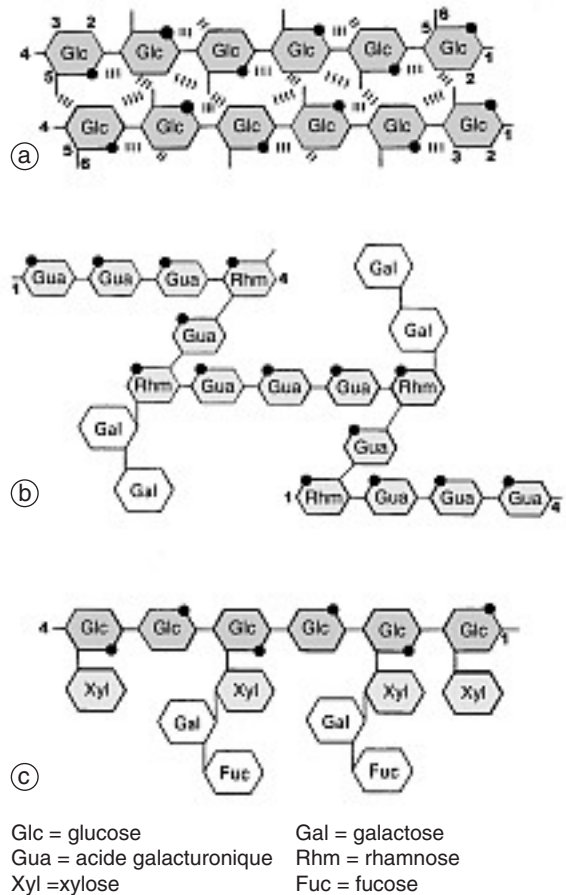 3 2 6
5
4 Glc Glc Glc Glc Glc Glc 1
6 2
Glc Glc Glc Glc Glc Glc
4 1
5 3 2
6
a
Gal
Gua Gua Gua Rhm 4
1
Gal
Gua
Rhm Gua Gua Gua Rhm
Gal
Gua
Gal
b
1 Rhm Gua Gua Gua 4
4 Glc Glc Glc Glc Glc Glc 1
Xyl Xyl Xyl Xyl
Gal Gal
Fuc Fuc
c
Glc = glucose
Gal = galactose
Gua = acide galacturonique
Rhm = rhamnose
Xyl =xylose
Fuc = fucose